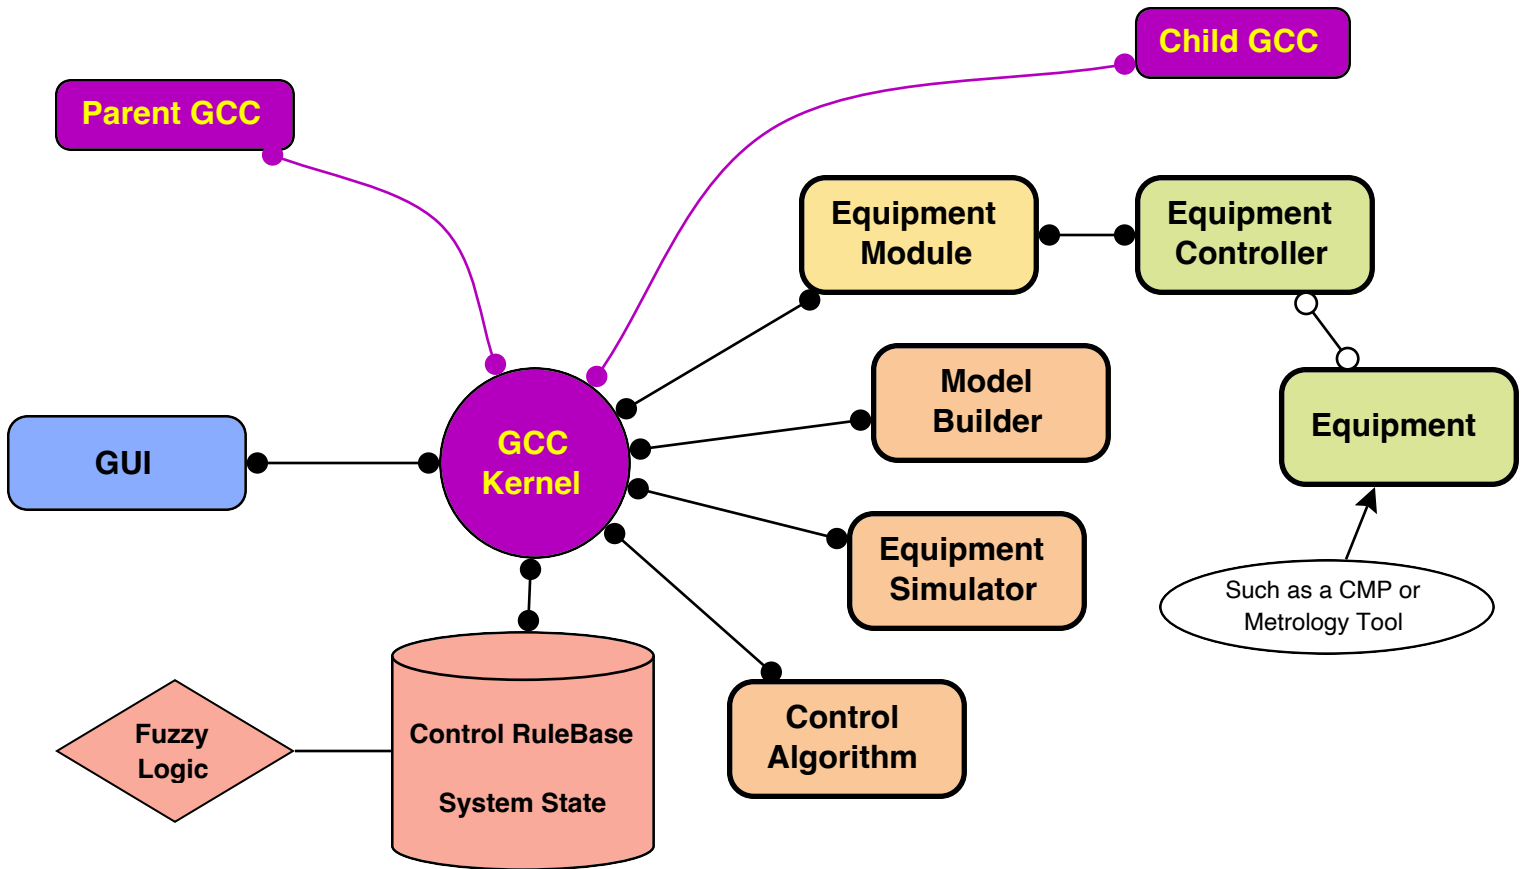 Child GCC
Parent GCC
Equipment
Module
Equipment
Controller
Model
Builder
Equipment
GCC
Kernel
GUI
Equipment
Simulator
Such as a CMP or
Metrology Tool
Control
Algorithm
Fuzzy
Logic
Control RuleBase
System State